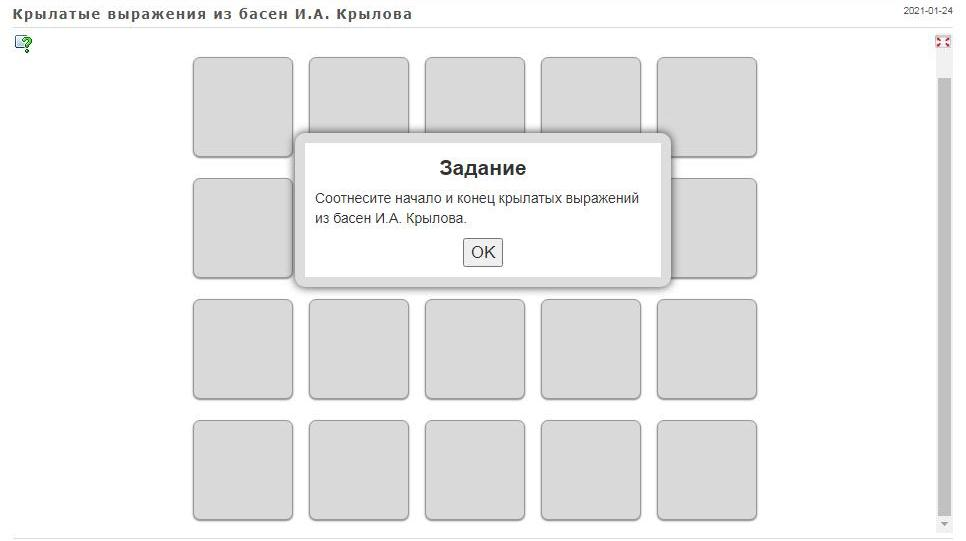 Крылатые выражения из басен И.А. Крылова
2021-01-24
Задание
Соотнесите начало и конец крылатых выражений
из басен И.А. Крылова.
OK